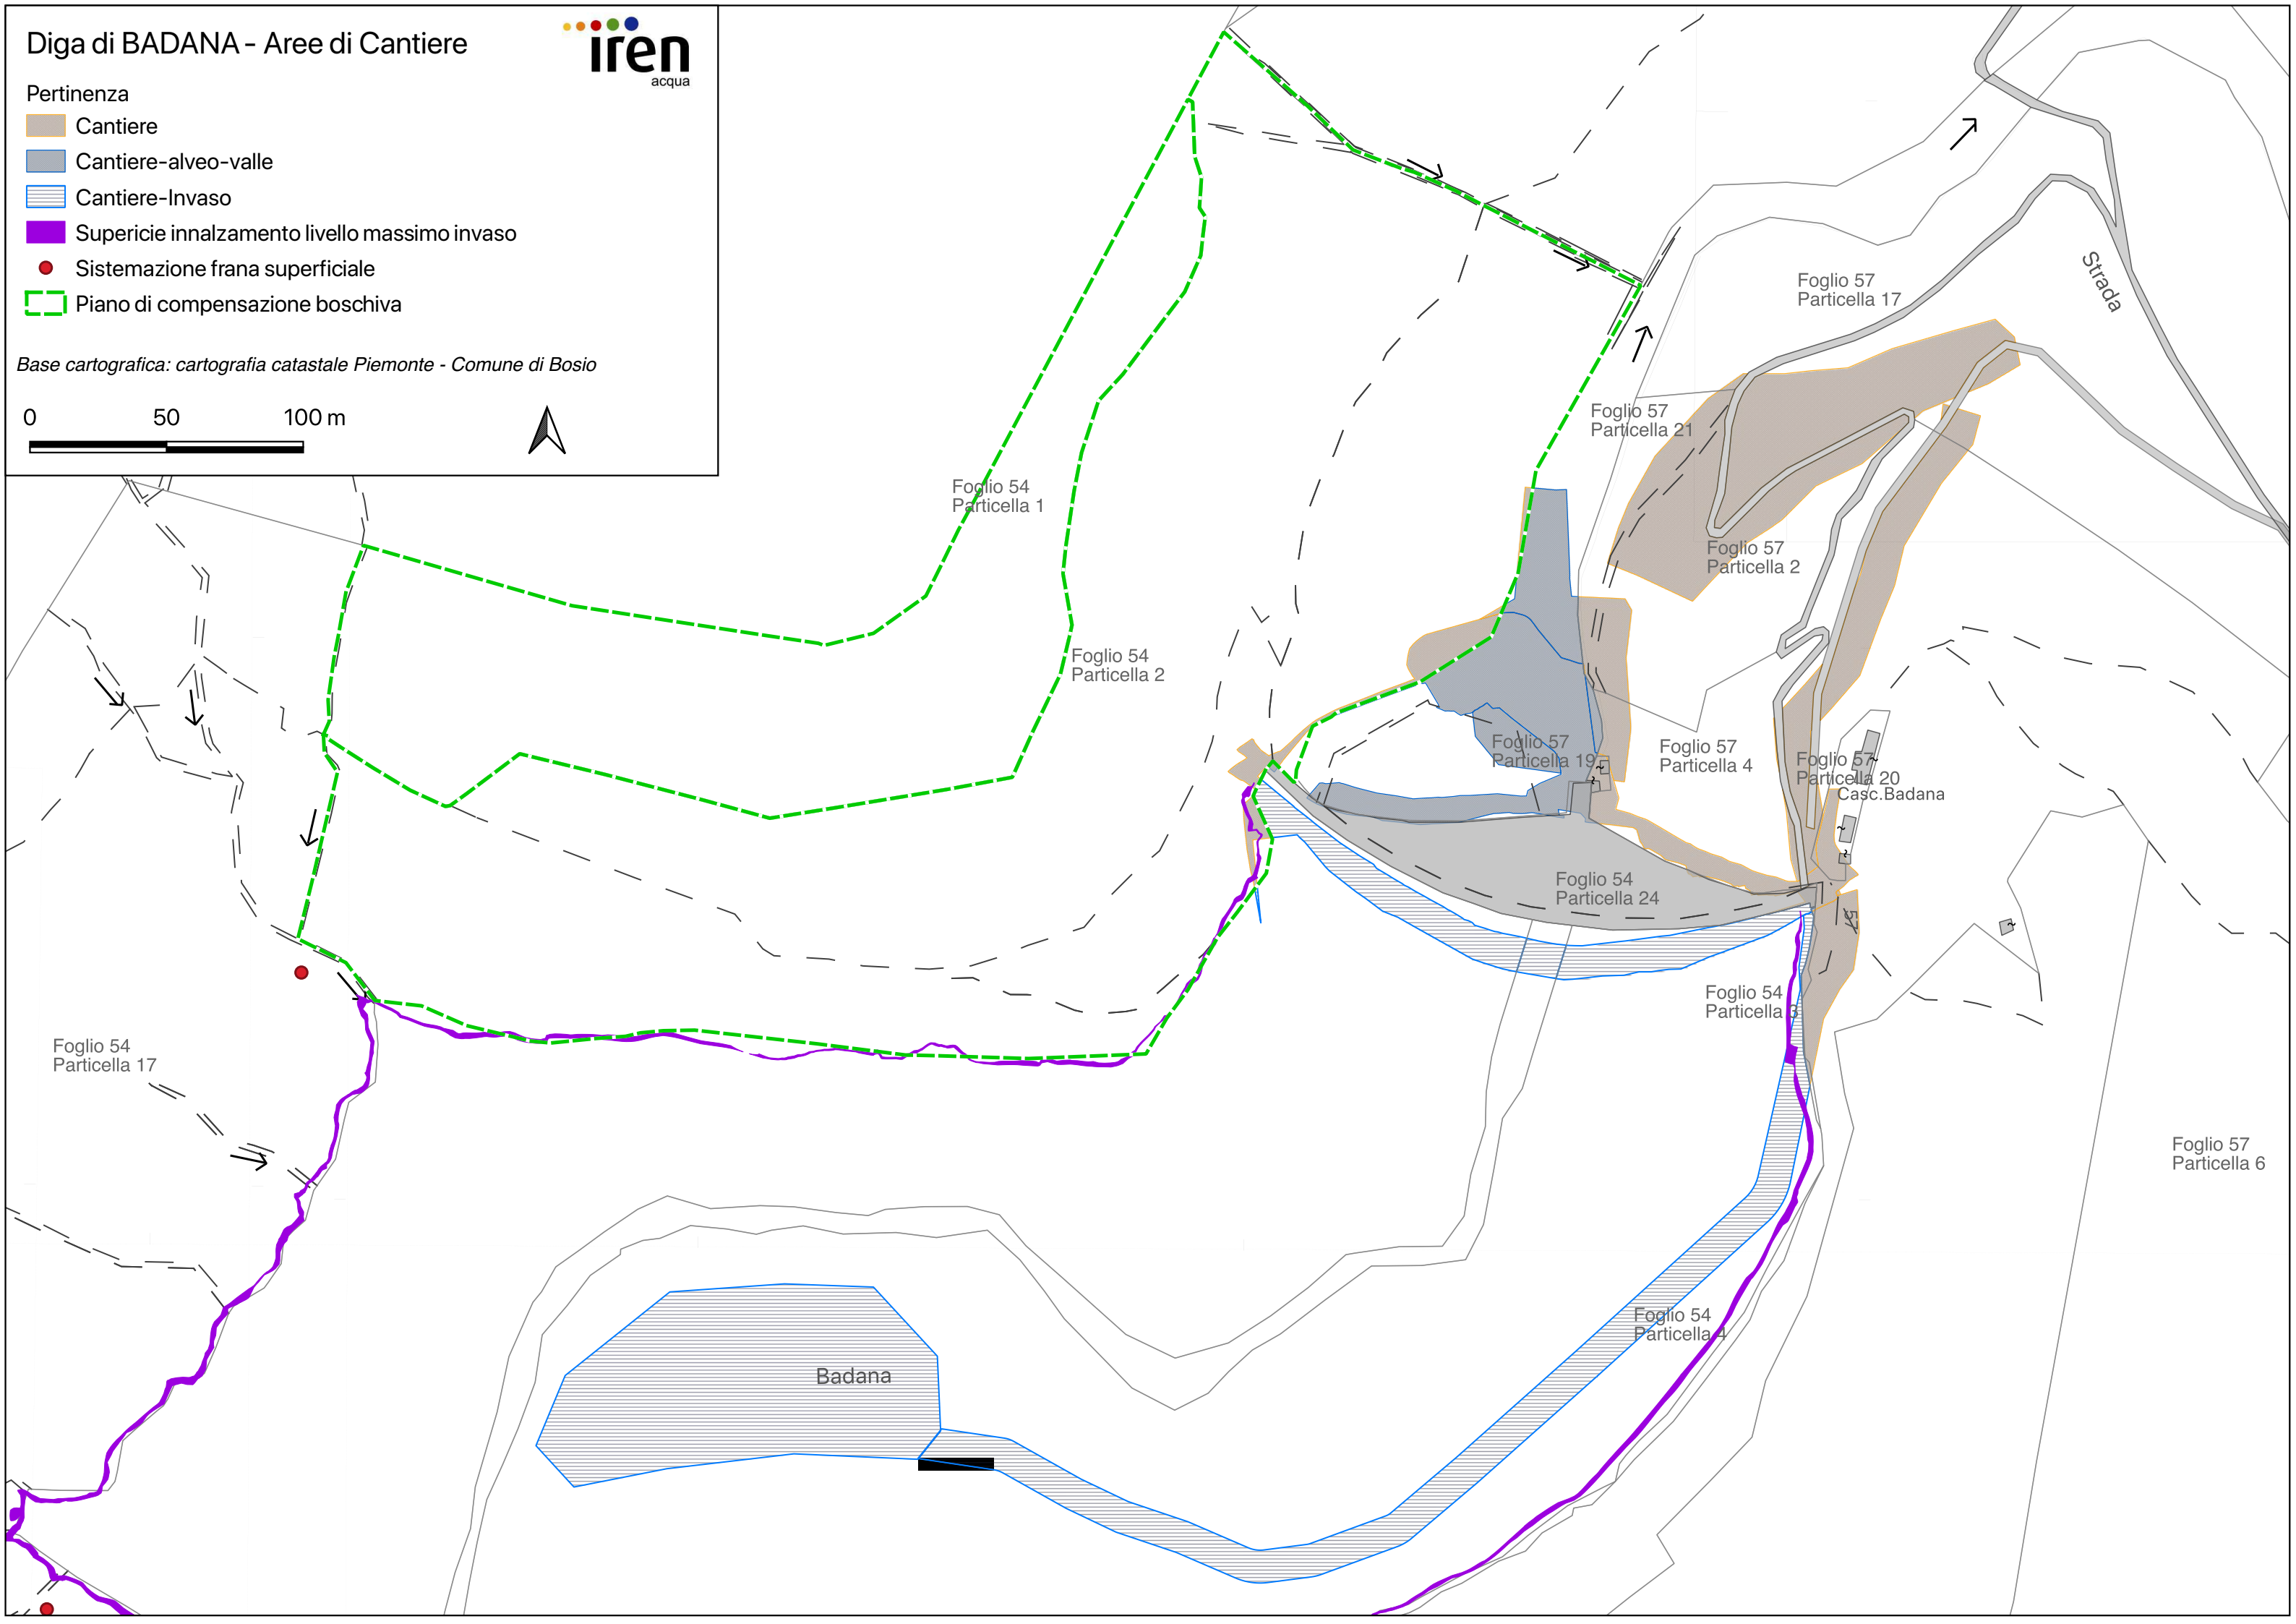 Diga di BADANA - Aree di Cantiere
iren
acqua
Pertinenza
Cantiere
Cantiere-alveo-valle
Cantiere-Invaso
Supericie innalzamento livello massimo invaso
Sistemazione frana superficiale
Piano di compensazione boschiva
Base cartografica: cartografia catastale Piemonte - Comune di Bosio
0 50 100 m
Strada
Foglio 57
Particella 17
Foglio 57
Particella 21
Foglio 54
Particella 1
Foglio 57
Particella 2
Foglio 54
Particella 2
Foglio 57
Particella 19
Foglio 57
Particella 4
Foglio 57
Particella 20
Casc.Badana
Foglio 54
Particella 24
57
Foglio 54
Particella 3
Foglio 54
Particella 17
Foglio 57
Particella 6
Foglio 54
Particella 4
Badana